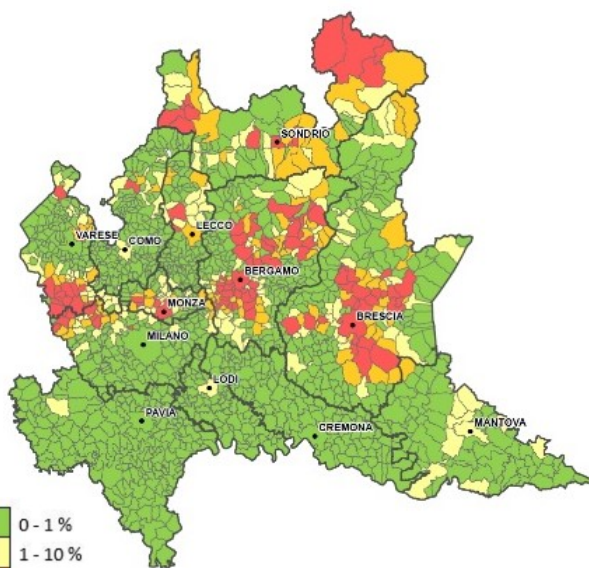 SONDRIO
LECCO
VARESE
COMO
BERGAMO
MONZA
BRESCIA
MILANO
LODI
PAVIA
CREMONA
MANTOVA
0 - 1 %
1 - 10 %